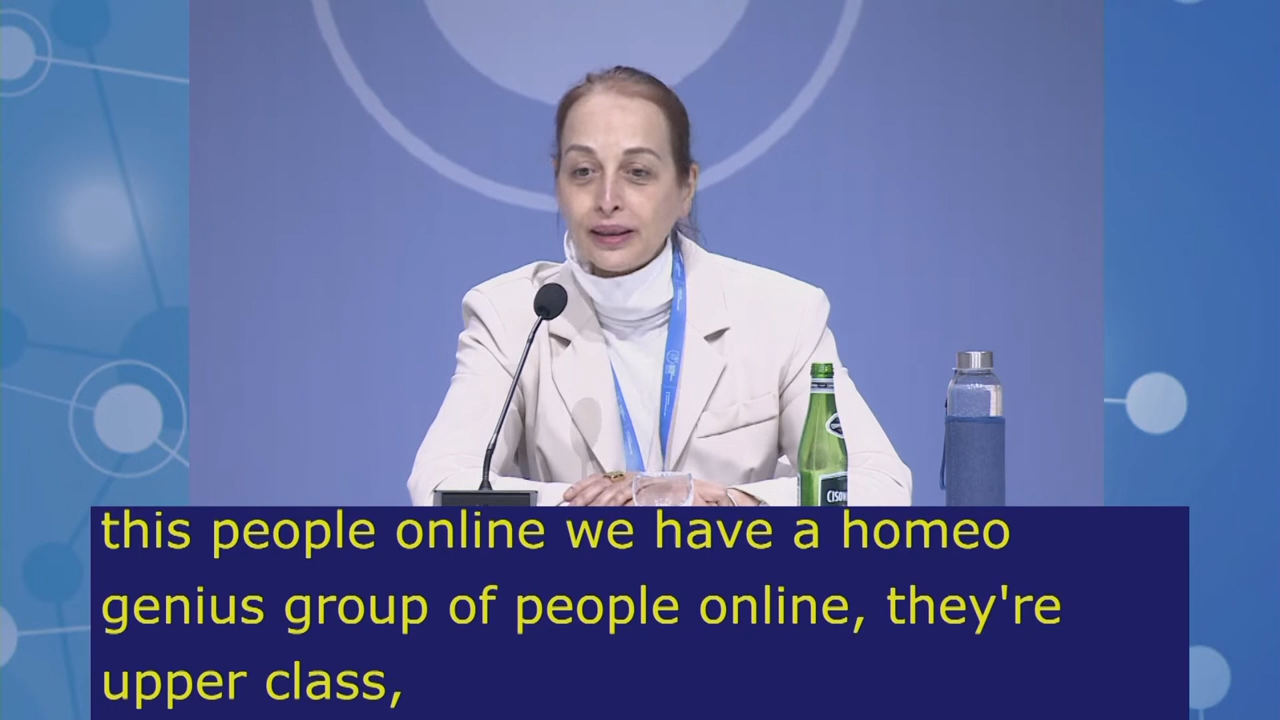 this people online we have a homeo
genius group of people online, they're
upper class,